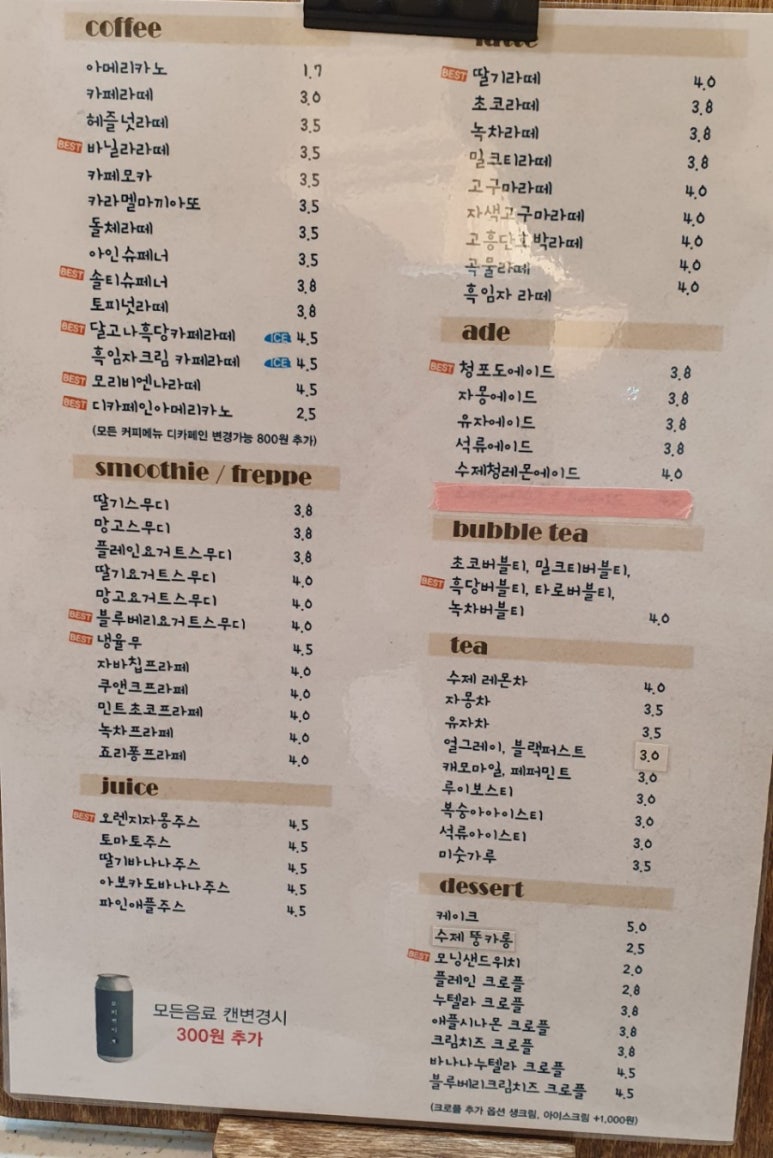 coffee
아메리카노 1.7
카페라떼 3.0
헤즐넛라떼 3.5
BEST 바닐라라떼 3.5
카페모카 3.5
카라멜마끼아또 3.5
돌체라떼 3.5
아인슈페너 3.5
BEST 솔티슈페너 3.8
토피넛라떼 3.8
BEST 달고나흑당카페라떼 ICE 4.5
흑임자크림 카페라떼 ICE 4.5
BEST 모리비엔나라떼 4.5
BEST 디카페인아메리카노 2.5
(모든 커피메뉴 디카페인 변경가능 800원 추가)
smoothie / freppe
딸기스무디 3.8
망고스무디 3.8
플레인요거트스무디 3.8
딸기요거트스무디 4.0
망고요거트스무디 4.0
BEST 블루베리요거트스무디 4.0
BEST 냉율무 4.5
자바칩프라페 4.0
쿠앤크프라페 4.0
민트초코프라페 4.0
녹차프라페 4.0
죠리퐁프라페 4.0
juice
BEST 오렌지자몽주스 4.5
토마토주스 4.5
딸기바나나주스 4.5
아보카도바나나주스 4.5
파인애플주스 4.5
모든음료 캔변경시
300원 추가
latte
BEST 딸기라떼 4.0
초코라떼 3.8
녹차라떼 3.8
밀크티라떼 3.8
고구마라떼 4.0
자색고구마라떼 4.0
고흥단호박라떼 4.0
곡물라떼 4.0
흑임자 라떼 4.0
ade
BEST 청포도에이드 3.8
자몽에이드 3.8
유자에이드 3.8
석류에이드 3.8
수제청레몬에이드 4.0
bubble tea
초코버블티, 밀크티버블티,
BEST 흑당버블티, 타로버블티,
녹차버블티 4.0
tea
수제 레몬차 4.0
자몽차 3.5
유자차 3.5
얼그레이, 블랙퍼스트 3.0
캐모마일, 페퍼민트 3.0
루이보스티 3.0
복숭아아이스티 3.0
석류아이스티 3.0
미숫가루 3.5
dessert
케이크 5.0
수제 뚱카롱 2.5
BEST 모닝샌드위치 2.0
플레인 크로플 2.8
누텔라 크로플 3.8
애플시나몬 크로플 3.8
크림치즈 크로플 3.8
바나나누텔라 크로플 4.5
블루베리크림치즈 크로플 4.5
(크로플 추가 옵션 생크림, 아이스크림 +1,000원)